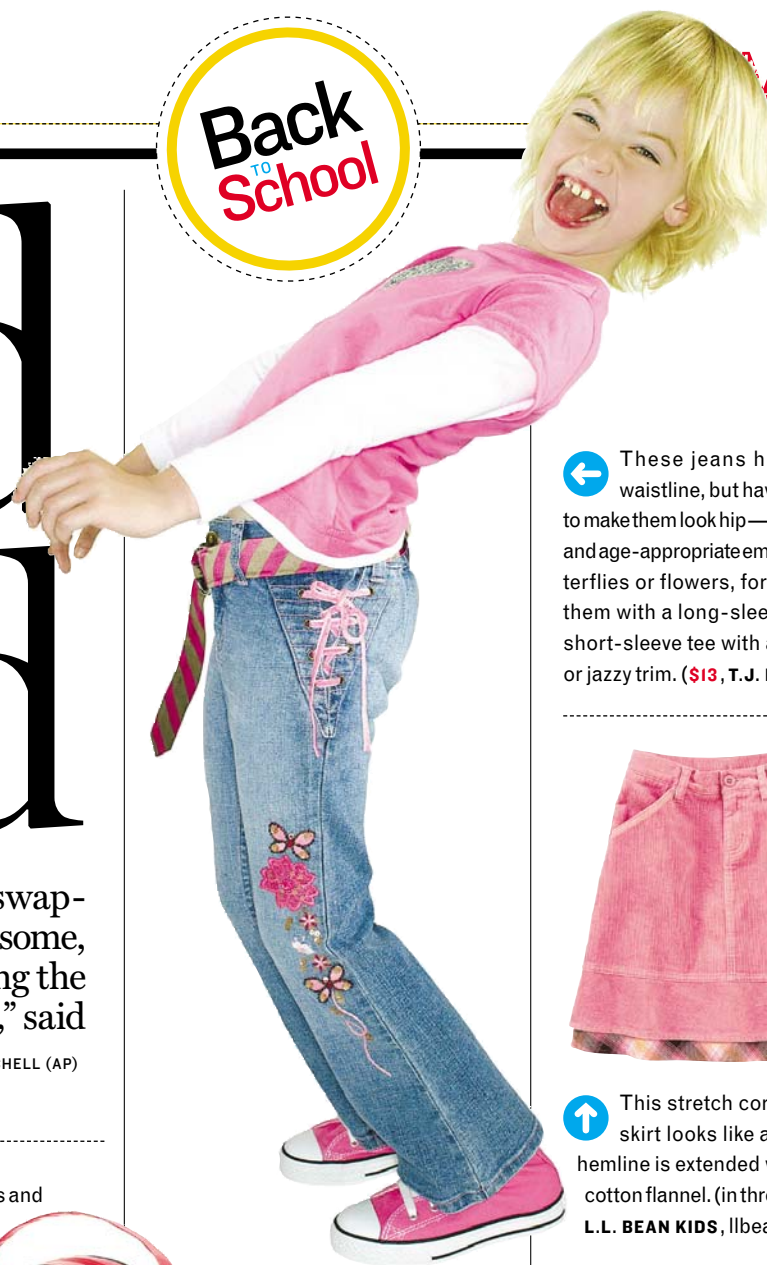 Back
TO
School
d
d
swap-
some,
ng the
,” said
HELL (AP)
s and
These jeans h
waistline, but hav
to make them look hip—
and age-appropriate em
terflies or flowers, for
them with a long-slee
short-sleeve tee with a
or jazzy trim. ($13, T.J.
This stretch cor
skirt looks like a
hemline is extended
cotton flannel. (in thre
L.L. BEAN KIDS, llbea